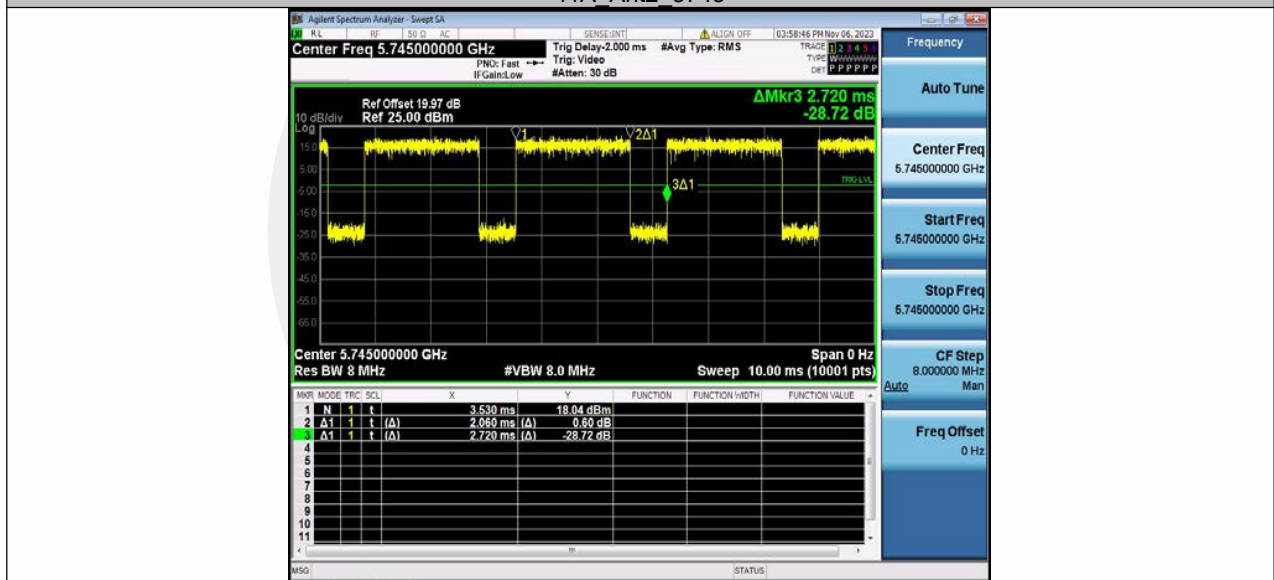 Agilent Spectrum Analyzer - Swept SA
RL RF 50 Ω AC SENSE:INT ALIGN OFF 03:58:46 PM Nov 06, 2023
Center Freq 5.745000000 GHz
PNO: Fast
IFGain:Low
Trig Delay-2.000 ms
Trig: Video
#Atten: 30 dB
#Avg Type: RMS
TRACE 1 2 3 4 5 6
TYPE W
DET P P P P P P
Ref Offset 19.97 dB
10 dB/div Ref 25.00 dBm
Log
ΔMkr3 2.720 ms
-28.72 dB
15.0
5.00
-5.00
-15.0
-25.0
-35.0
-45.0
-55.0
-65.0
1
2Δ1
3Δ1
TRIG LVL
Center 5.745000000 GHz Span 0 Hz
Res BW 8 MHz #VBW 8.0 MHz Sweep 10.00 ms (10001 pts)
MKR MODE TRC SCL X Y FUNCTION FUNCTION WIDTH FUNCTION VALUE
1 N 1 t 3.530 ms 18.04 dBm
2 Δ1 1 t (Δ) 2.060 ms (Δ) 0.60 dB
3 Δ1 1 t (Δ) 2.720 ms (Δ) -28.72 dB
4
5
6
7
8
9
10
11
MSG STATUS
Frequency
Auto Tune
Center Freq
5.745000000 GHz
Start Freq
5.745000000 GHz
Stop Freq
5.745000000 GHz
CF Step
8.000000 MHz
Auto Man
Freq Offset
0 Hz